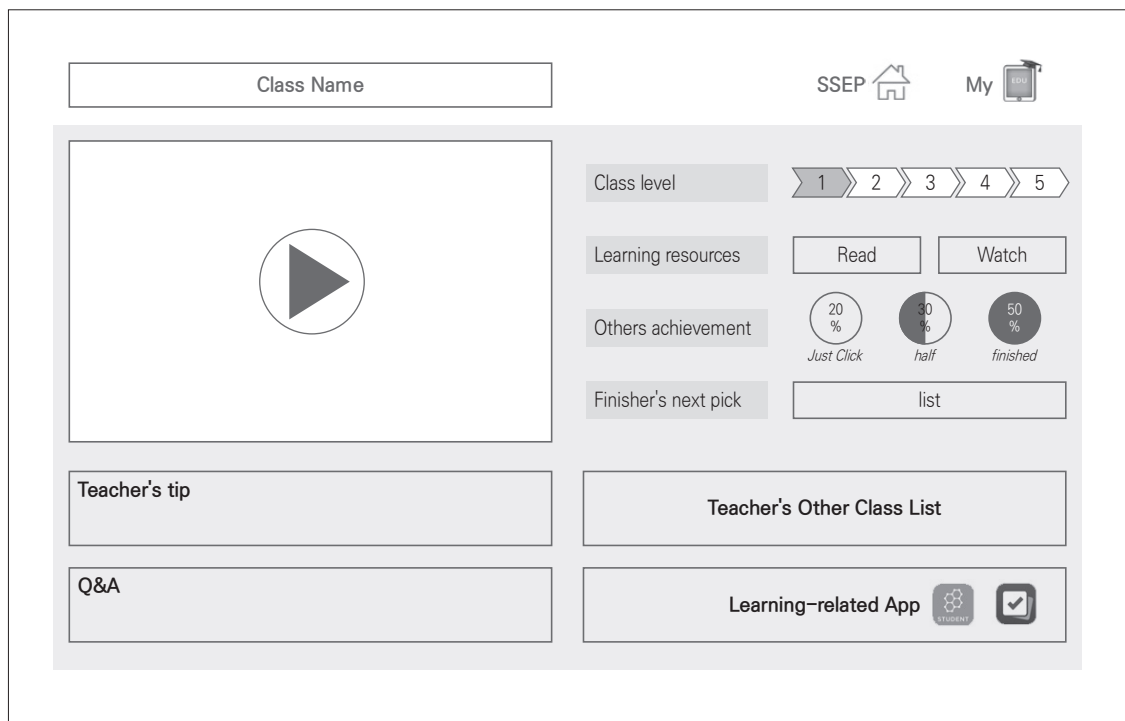 Class Name
SSEP
My
EDU
Class level
1 2 3 4 5
Learning resources
Read
Watch
Others achievement
20
%
Just Click
30
%
half
50
%
finished
Finisher's next pick
list
Teacher's tip
Teacher's Other Class List
Q&A
Learning-related App
STUDENT